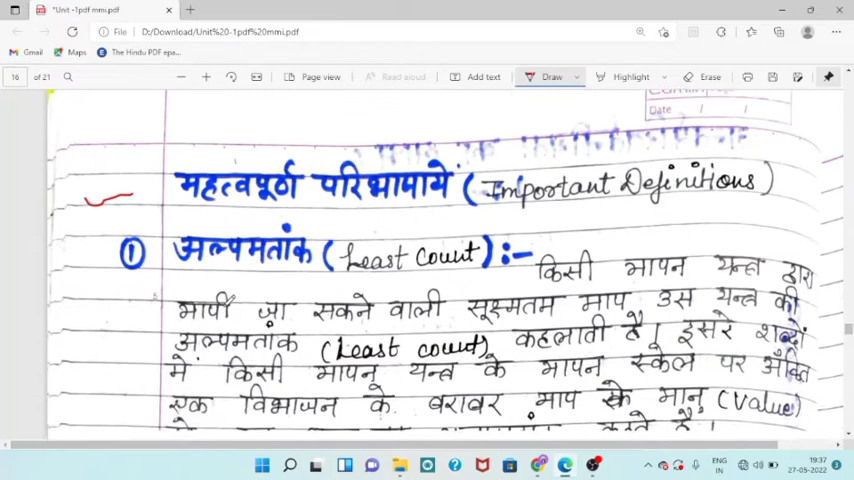 *Unit -1pdf mmi.pdf
File D:/Download/Unit%20-1pdf%20mmi.pdf
Gmail Maps The Hindu PDF epa...
16 of 21 Page view Read aloud Add text Draw Highlight Erase
Date / /
महत्वपूर्ण परिभाषायें (Important Definitions)
① अल्पमतांक (Least count) :-
किसी मापन यन्त्र द्वारा
मापी जा सकने वाली सूक्ष्मतम माप उस यन्त्र की
अल्पमतांक (Least count) कहलाती है। दूसरे शब्दों
में किसी मापन यन्त्र के मापन स्केल पर अंकित
एक विभाजन के बराबर माप के मान (Value)
कहते है।
ENG
IN
19:37
27-05-2022